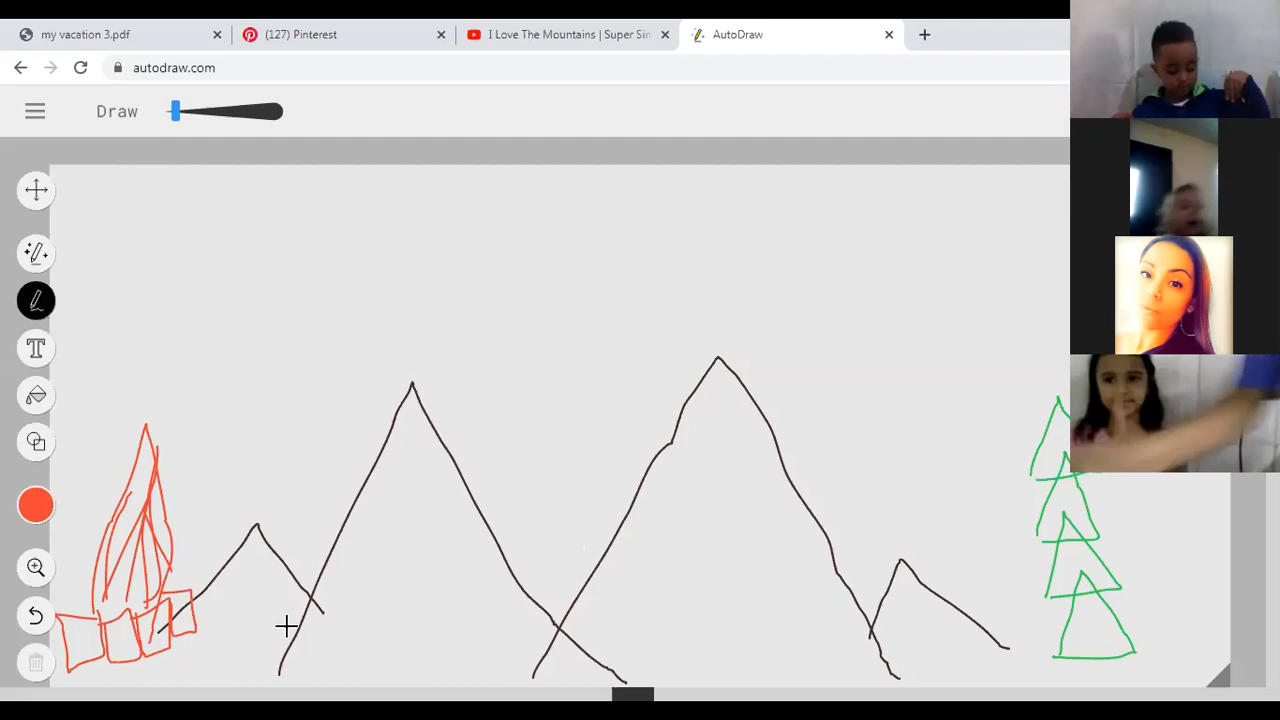 my vacation 3.pdf
(127) Pinterest
I Love The Mountains | Super Sin
AutoDraw
autodraw.com
Draw